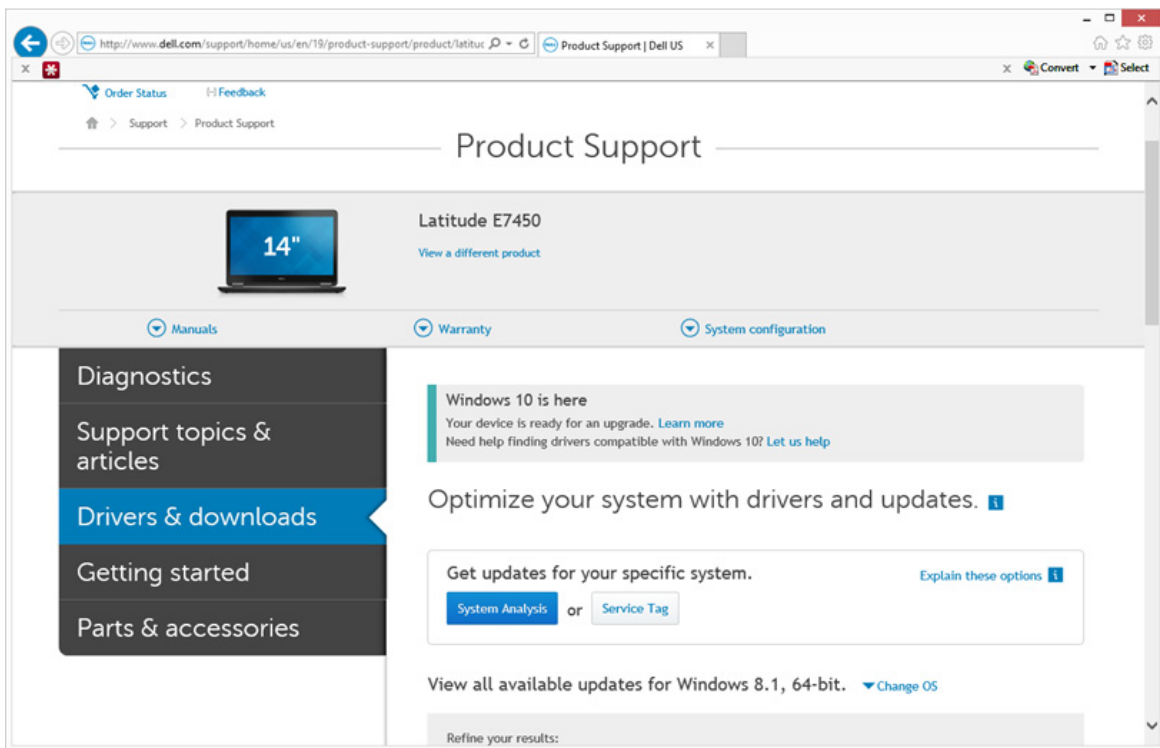 http://www.dell.com/support/home/us/en/19/product-support/product/latituc
Product Support | Dell US
Convert
Select
Order Status
Feedback
Support > Product Support
Product Support
14"
Latitude E7450
View a different product
Manuals
Warranty
System configuration
Diagnostics
Support topics &
articles
Drivers & downloads
Getting started
Parts & accessories
Windows 10 is here
Your device is ready for an upgrade. Learn more
Need help finding drivers compatible with Windows 10? Let us help
Optimize your system with drivers and updates.
Get updates for your specific system.
Explain these options
System Analysis or Service Tag
View all available updates for Windows 8.1, 64-bit. Change OS
Refine your results: